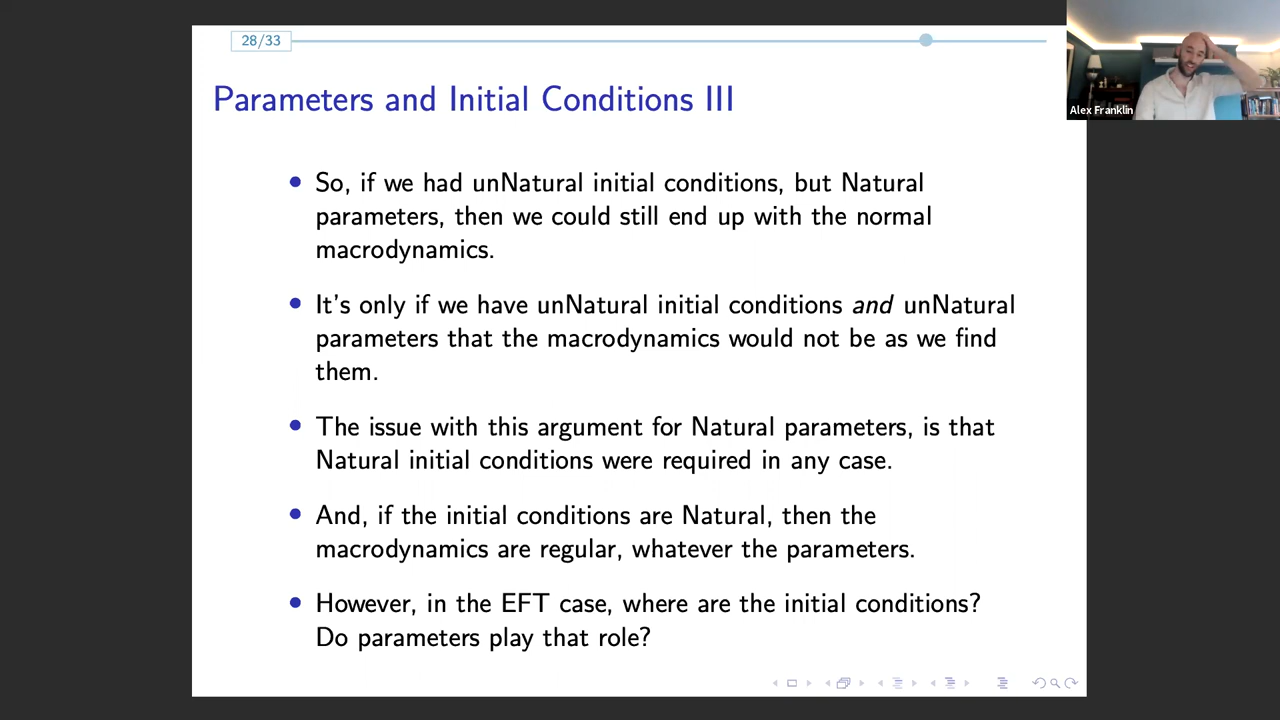 28/33
Alex Franklin
Parameters and Initial Conditions III
So, if we had unNatural initial conditions, but Natural
parameters, then we could still end up with the normal
macrodynamics.
It's only if we have unNatural initial conditions and unNatural
parameters that the macrodynamics would not be as we find
them.
The issue with this argument for Natural parameters, is that
Natural initial conditions were required in any case.
And, if the initial conditions are Natural, then the
macrodynamics are regular, whatever the parameters.
However, in the EFT case, where are the initial conditions?
Do parameters play that role?